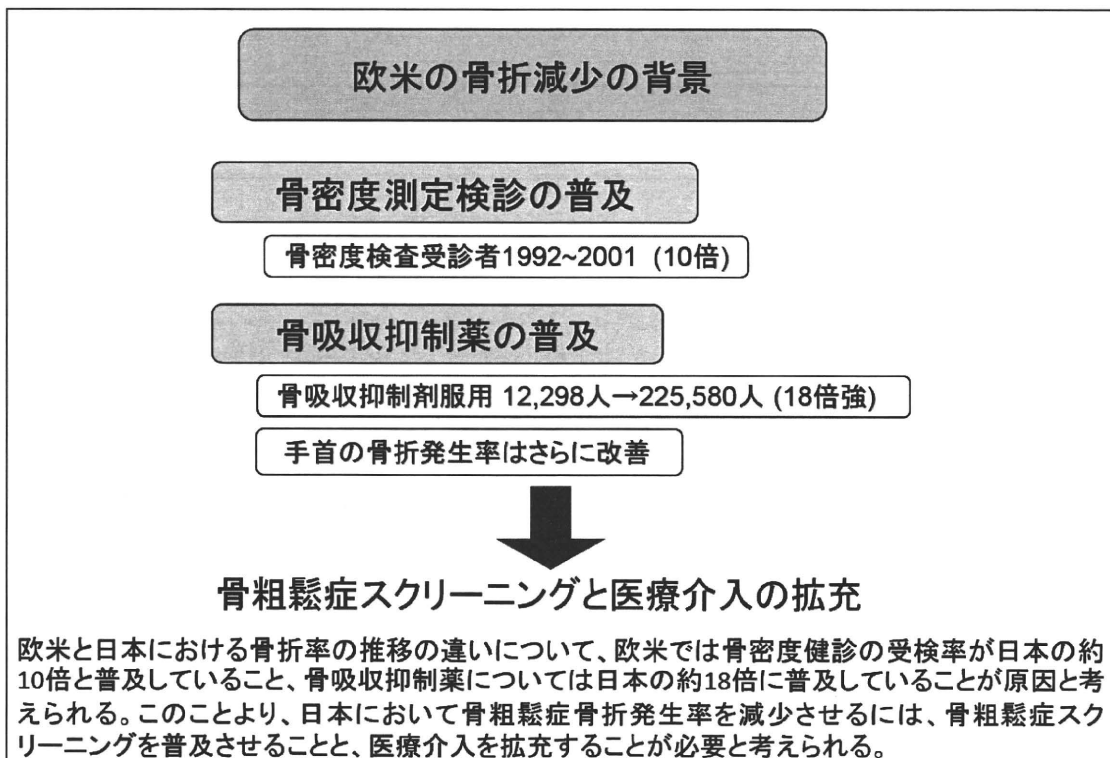 欧米の骨折減少の背景
骨密度測定検診の普及
骨密度検査受診者1992~2001 (10倍)
骨吸収抑制薬の普及
骨吸収抑制剤服用 12,298人→225,580人 (18倍強)
手首の骨折発生率はさらに改善
骨粗鬆症スクリーニングと医療介入の拡充
欧米と日本における骨折率の推移の違いについて、欧米では骨密度健診の受検率が日本の約
10倍と普及していること、骨吸収抑制薬については日本の約18倍に普及していることが原因と考
えられる。このことより、日本において骨粗鬆症骨折発生率を減少させるには、骨粗鬆症スク
リーニングを普及させることと、医療介入を拡充することが必要と考えられる。